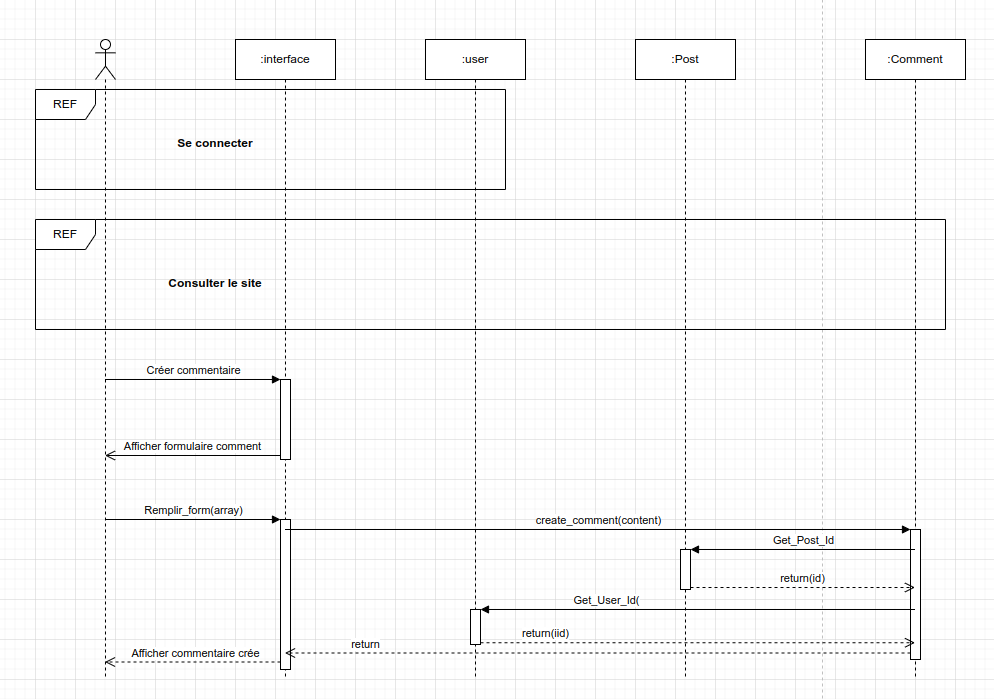 :interface
:user
:Post
:Comment
REF
Se connecter
REF
Consulter le site
Créer commentaire
Afficher formulaire comment
Remplir_form(array)
create_comment(content)
Get_Post_Id
return(id)
Get_User_Id(
return(iid)
return
Afficher commentaire crée